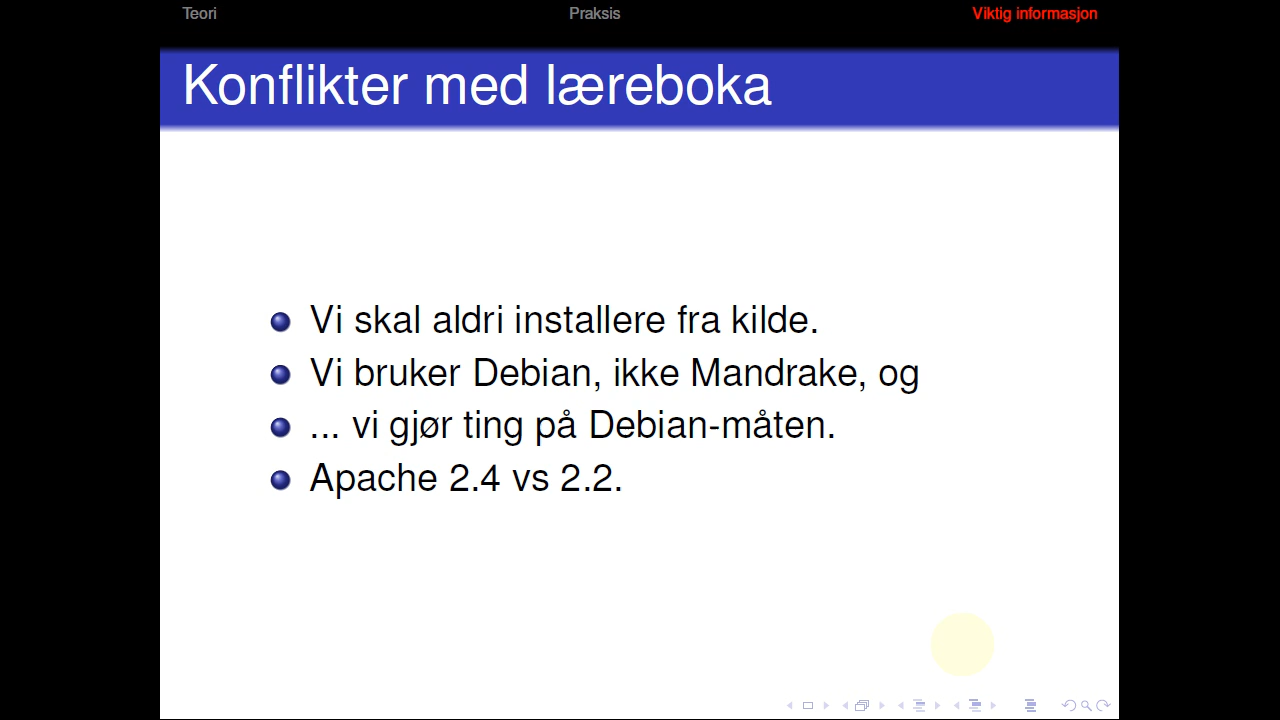 Teori Praksis Viktig informasjon
Konflikter med læreboka
Vi skal aldri installere fra kilde.
Vi bruker Debian, ikke Mandrake, og
... vi gjør ting på Debian-måten.
Apache 2.4 vs 2.2.